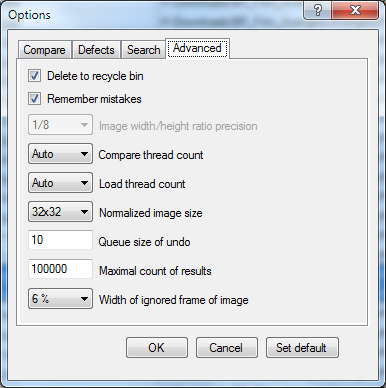 Options
Compare Defects Search Advanced
Delete to recycle bin
Remember mistakes
1/8 Image width/height ratio precision
Auto Compare thread count
Auto Load thread count
32x32 Normalized image size
10 Queue size of undo
100000 Maximal count of results
6 % Width of ignored frame of image
OK Cancel Set default